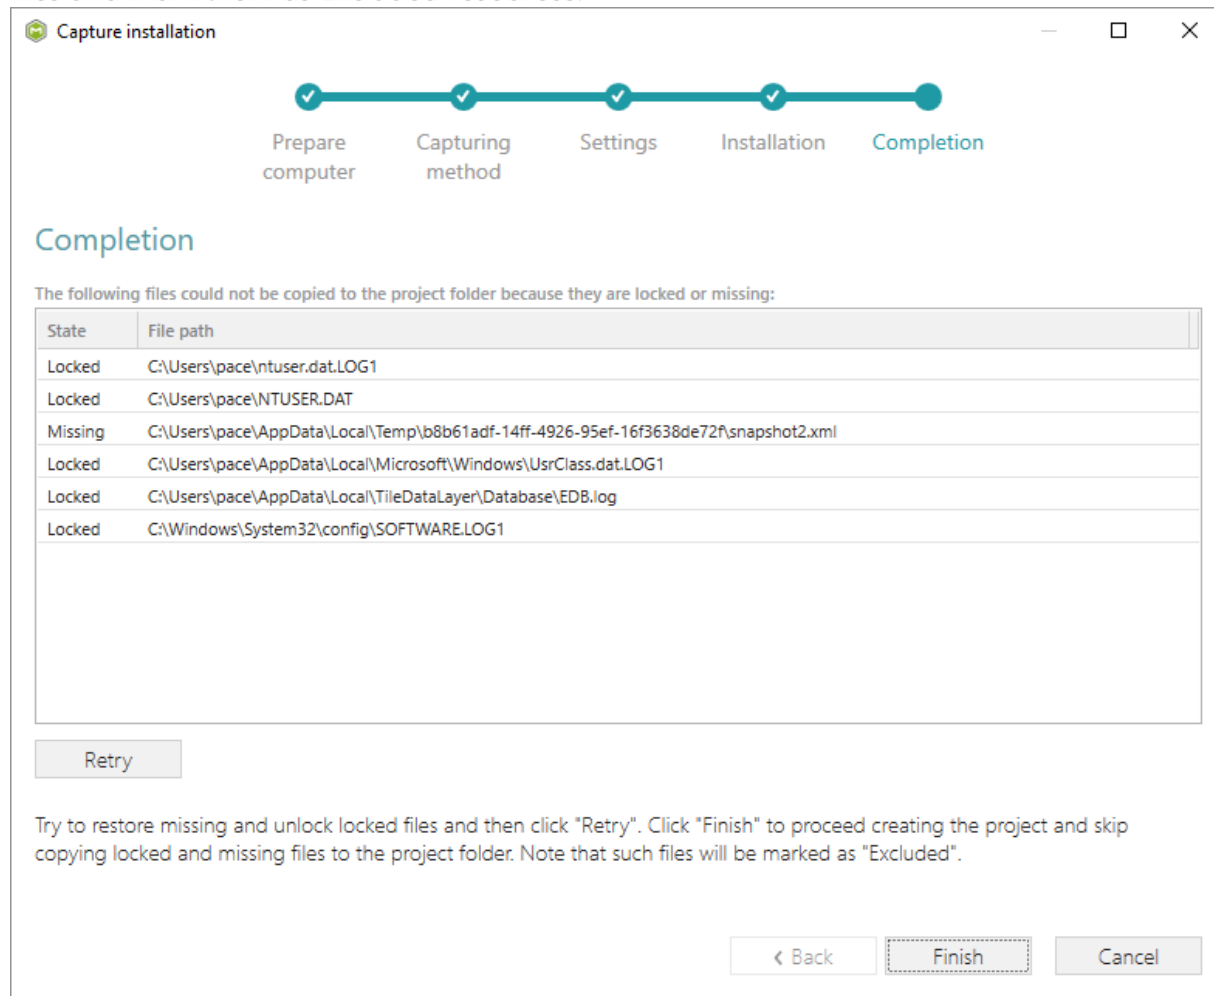 Capture installation
Prepare computer
Capturing method
Settings
Installation
Completion
Completion
The following files could not be copied to the project folder because they are locked or missing:
State File path
Locked C:\Users\pace\ntuser.dat.LOG1
Locked C:\Users\pace\NTUSER.DAT
Missing C:\Users\pace\AppData\Local\Temp\b8b61adf-14ff-4926-95ef-16f3638de72f\snapshot2.xml
Locked C:\Users\pace\AppData\Local\Microsoft\Windows\UsrClass.dat.LOG1
Locked C:\Users\pace\AppData\Local\TileDataLayer\Database\EDB.log
Locked C:\Windows\System32\config\SOFTWARE.LOG1
Retry
Try to restore missing and unlock locked files and then click "Retry". Click "Finish" to proceed creating the project and skip
copying locked and missing files to the project folder. Note that such files will be marked as "Excluded".
< Back
Finish
Cancel